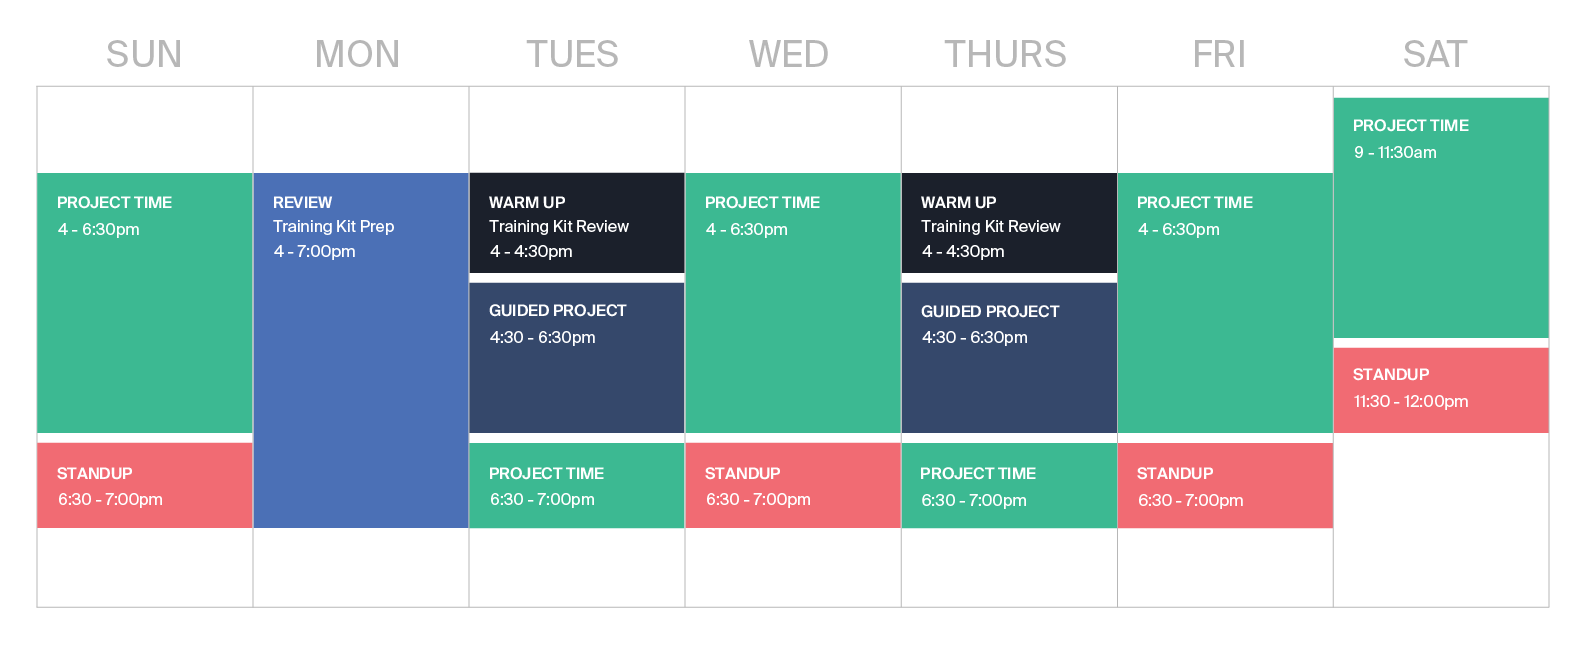 SUN
MON
TUES
WED
THURS
FRI
SAT
PROJECT TIME
4 - 6:30pm
STANDUP
6:30 - 7:00pm
REVIEW
Training Kit Prep
4 - 7:00pm
WARM UP
Training Kit Review
4 - 4:30pm
GUIDED PROJECT
4:30 - 6:30pm
PROJECT TIME
6:30 - 7:00pm
PROJECT TIME
4 - 6:30pm
STANDUP
6:30 - 7:00pm
WARM UP
Training Kit Review
4 - 4:30pm
GUIDED PROJECT
4:30 - 6:30pm
PROJECT TIME
6:30 - 7:00pm
PROJECT TIME
4 - 6:30pm
STANDUP
6:30 - 7:00pm
PROJECT TIME
9 - 11:30am
STANDUP
11:30 - 12:00pm